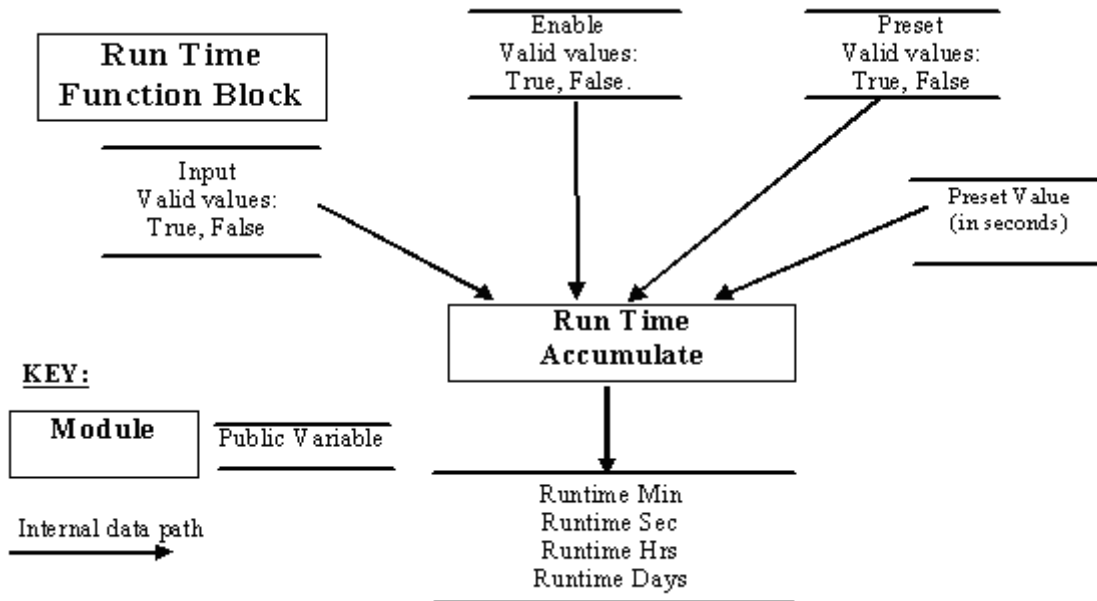 Run Time
Function Block
Enable
Valid values:
True, False.
Preset
Valid values:
True, False
Input
Valid values:
True, False
Preset Value
(in seconds)
Run Time
Accumulate
KEY:
Module
Public Variable
Internal data path
Runtime Min
Runtime Sec
Runtime Hrs
Runtime Days